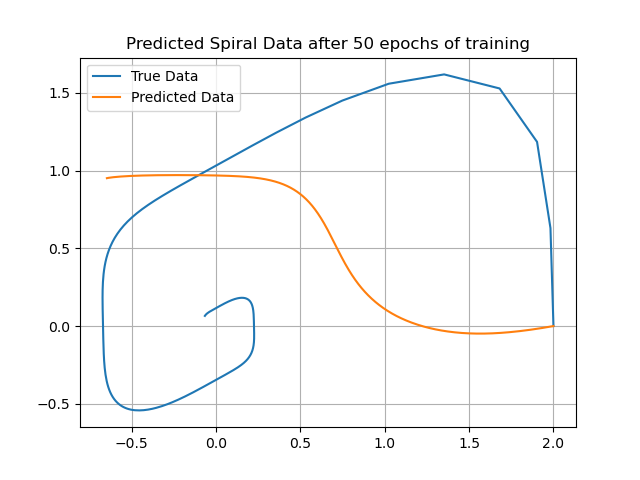 Predicted Spiral Data after 50 epochs of training
True Data
Predicted Data
1.5
1.0
0.5
0.0
−0.5
−0.5 0.0 0.5 1.0 1.5 2.0